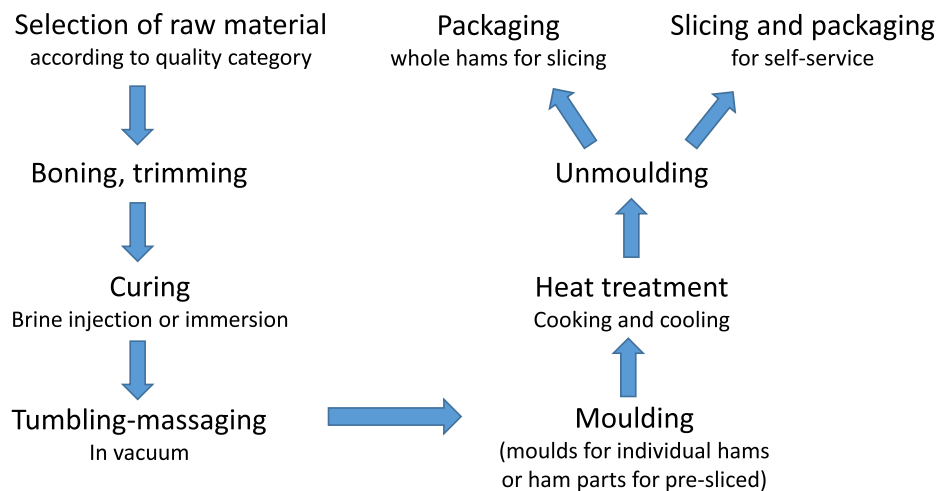 Selection of raw material
according to quality category
Boning, trimming
Curing
Brine injection or immersion
Tumbling-massaging
In vacuum
Moulding
(moulds for individual hams
or ham parts for pre-sliced)
Heat treatment
Cooking and cooling
Unmoulding
Packaging
whole hams for slicing
Slicing and packaging
for self-service